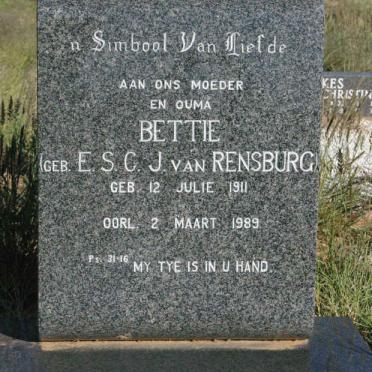 'n Simbool Van Liefde
AAN ONS MOEDER
EN OUMA
BETTIE
(GEB. E. S. C. J. VAN RENSBURG)
GEB. 12 JULIE 1911
OORL. 2 MAART 1989
Ps. 31-16 MY TYE IS IN U HAND.
KES